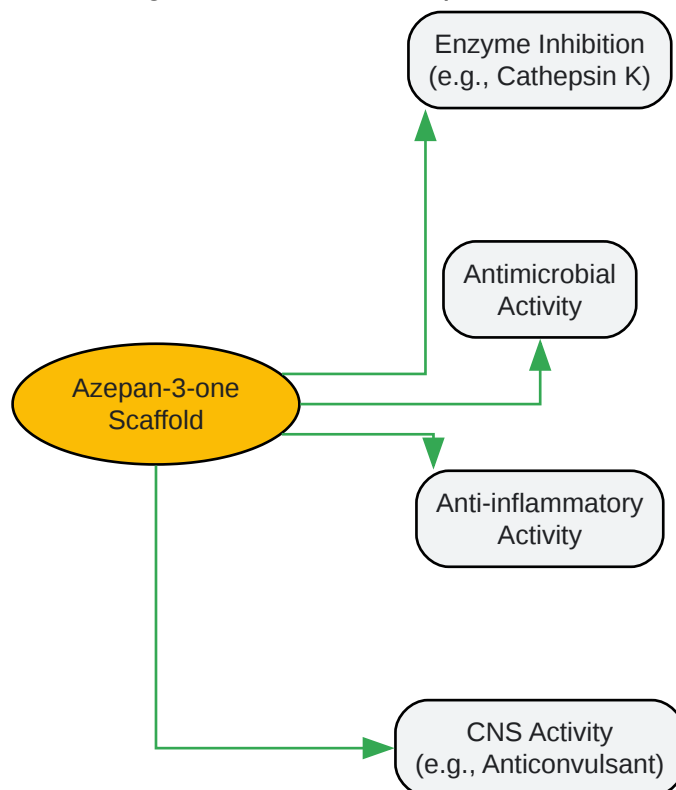 Enzyme Inhibition
(e.g., Cathepsin K)
Antimicrobial
Activity
Azepan-3-one
Scaffold
Anti-inflammatory
Activity
CNS Activity
(e.g., Anticonvulsant)